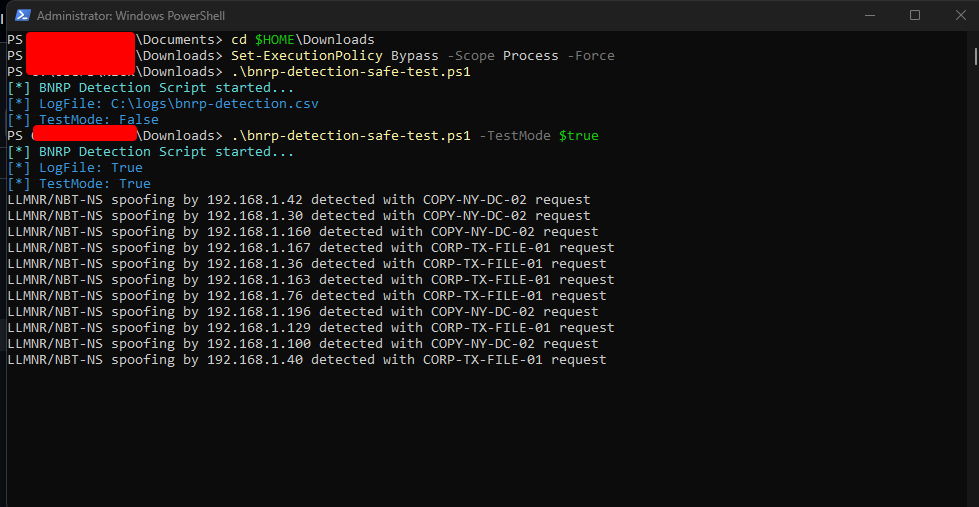 Administrator: Windows PowerShell
PS \Documents> cd $HOME\Downloads
PS \Downloads> Set-ExecutionPolicy Bypass -Scope Process -Force
PS \Downloads> .\bnrp-detection-safe-test.ps1
[*] BNRP Detection Script started...
[*] LogFile: C:\logs\bnrp-detection.csv
[*] TestMode: False
PS \Downloads> .\bnrp-detection-safe-test.ps1 -TestMode $true
[*] BNRP Detection Script started...
[*] LogFile: True
[*] TestMode: True
LLMNR/NBT-NS spoofing by 192.168.1.42 detected with COPY-NY-DC-02 request
LLMNR/NBT-NS spoofing by 192.168.1.30 detected with COPY-NY-DC-02 request
LLMNR/NBT-NS spoofing by 192.168.1.160 detected with COPY-NY-DC-02 request
LLMNR/NBT-NS spoofing by 192.168.1.167 detected with CORP-TX-FILE-01 request
LLMNR/NBT-NS spoofing by 192.168.1.36 detected with CORP-TX-FILE-01 request
LLMNR/NBT-NS spoofing by 192.168.1.163 detected with CORP-TX-FILE-01 request
LLMNR/NBT-NS spoofing by 192.168.1.76 detected with CORP-TX-FILE-01 request
LLMNR/NBT-NS spoofing by 192.168.1.196 detected with COPY-NY-DC-02 request
LLMNR/NBT-NS spoofing by 192.168.1.129 detected with CORP-TX-FILE-01 request
LLMNR/NBT-NS spoofing by 192.168.1.100 detected with COPY-NY-DC-02 request
LLMNR/NBT-NS spoofing by 192.168.1.40 detected with CORP-TX-FILE-01 request